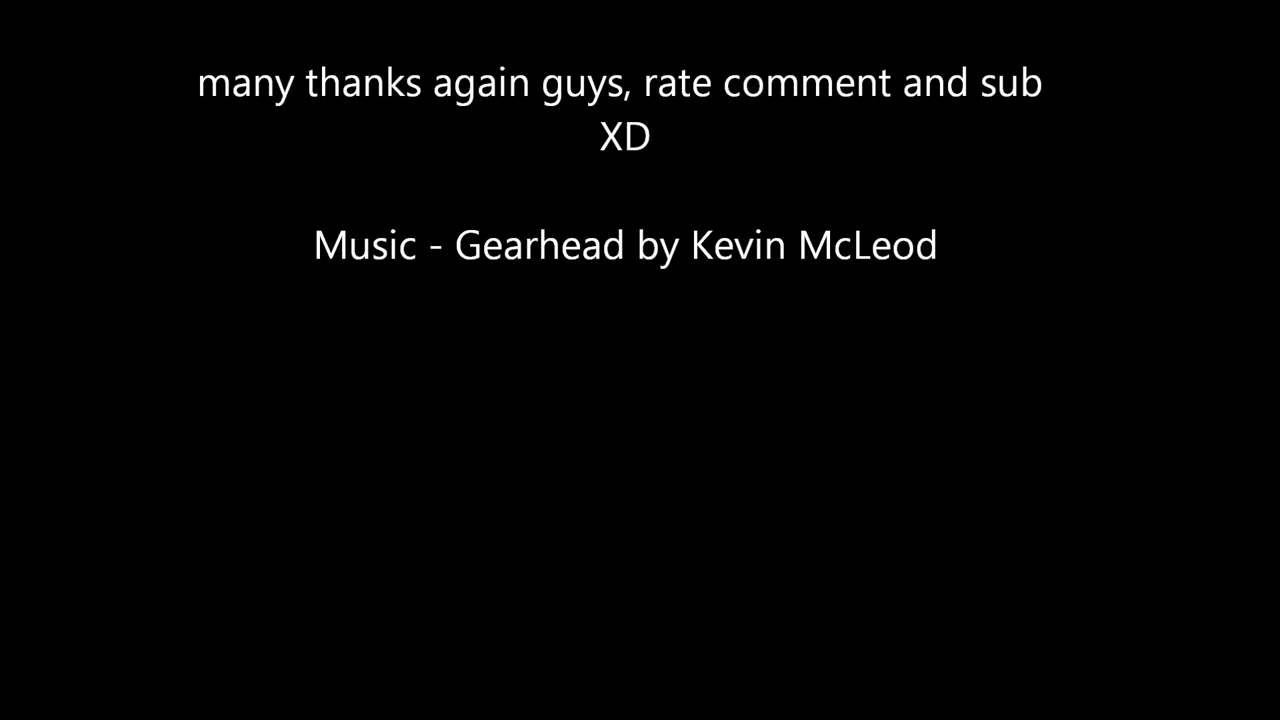 many thanks again guys, rate comment and sub
XD
Music - Gearhead by Kevin McLeod